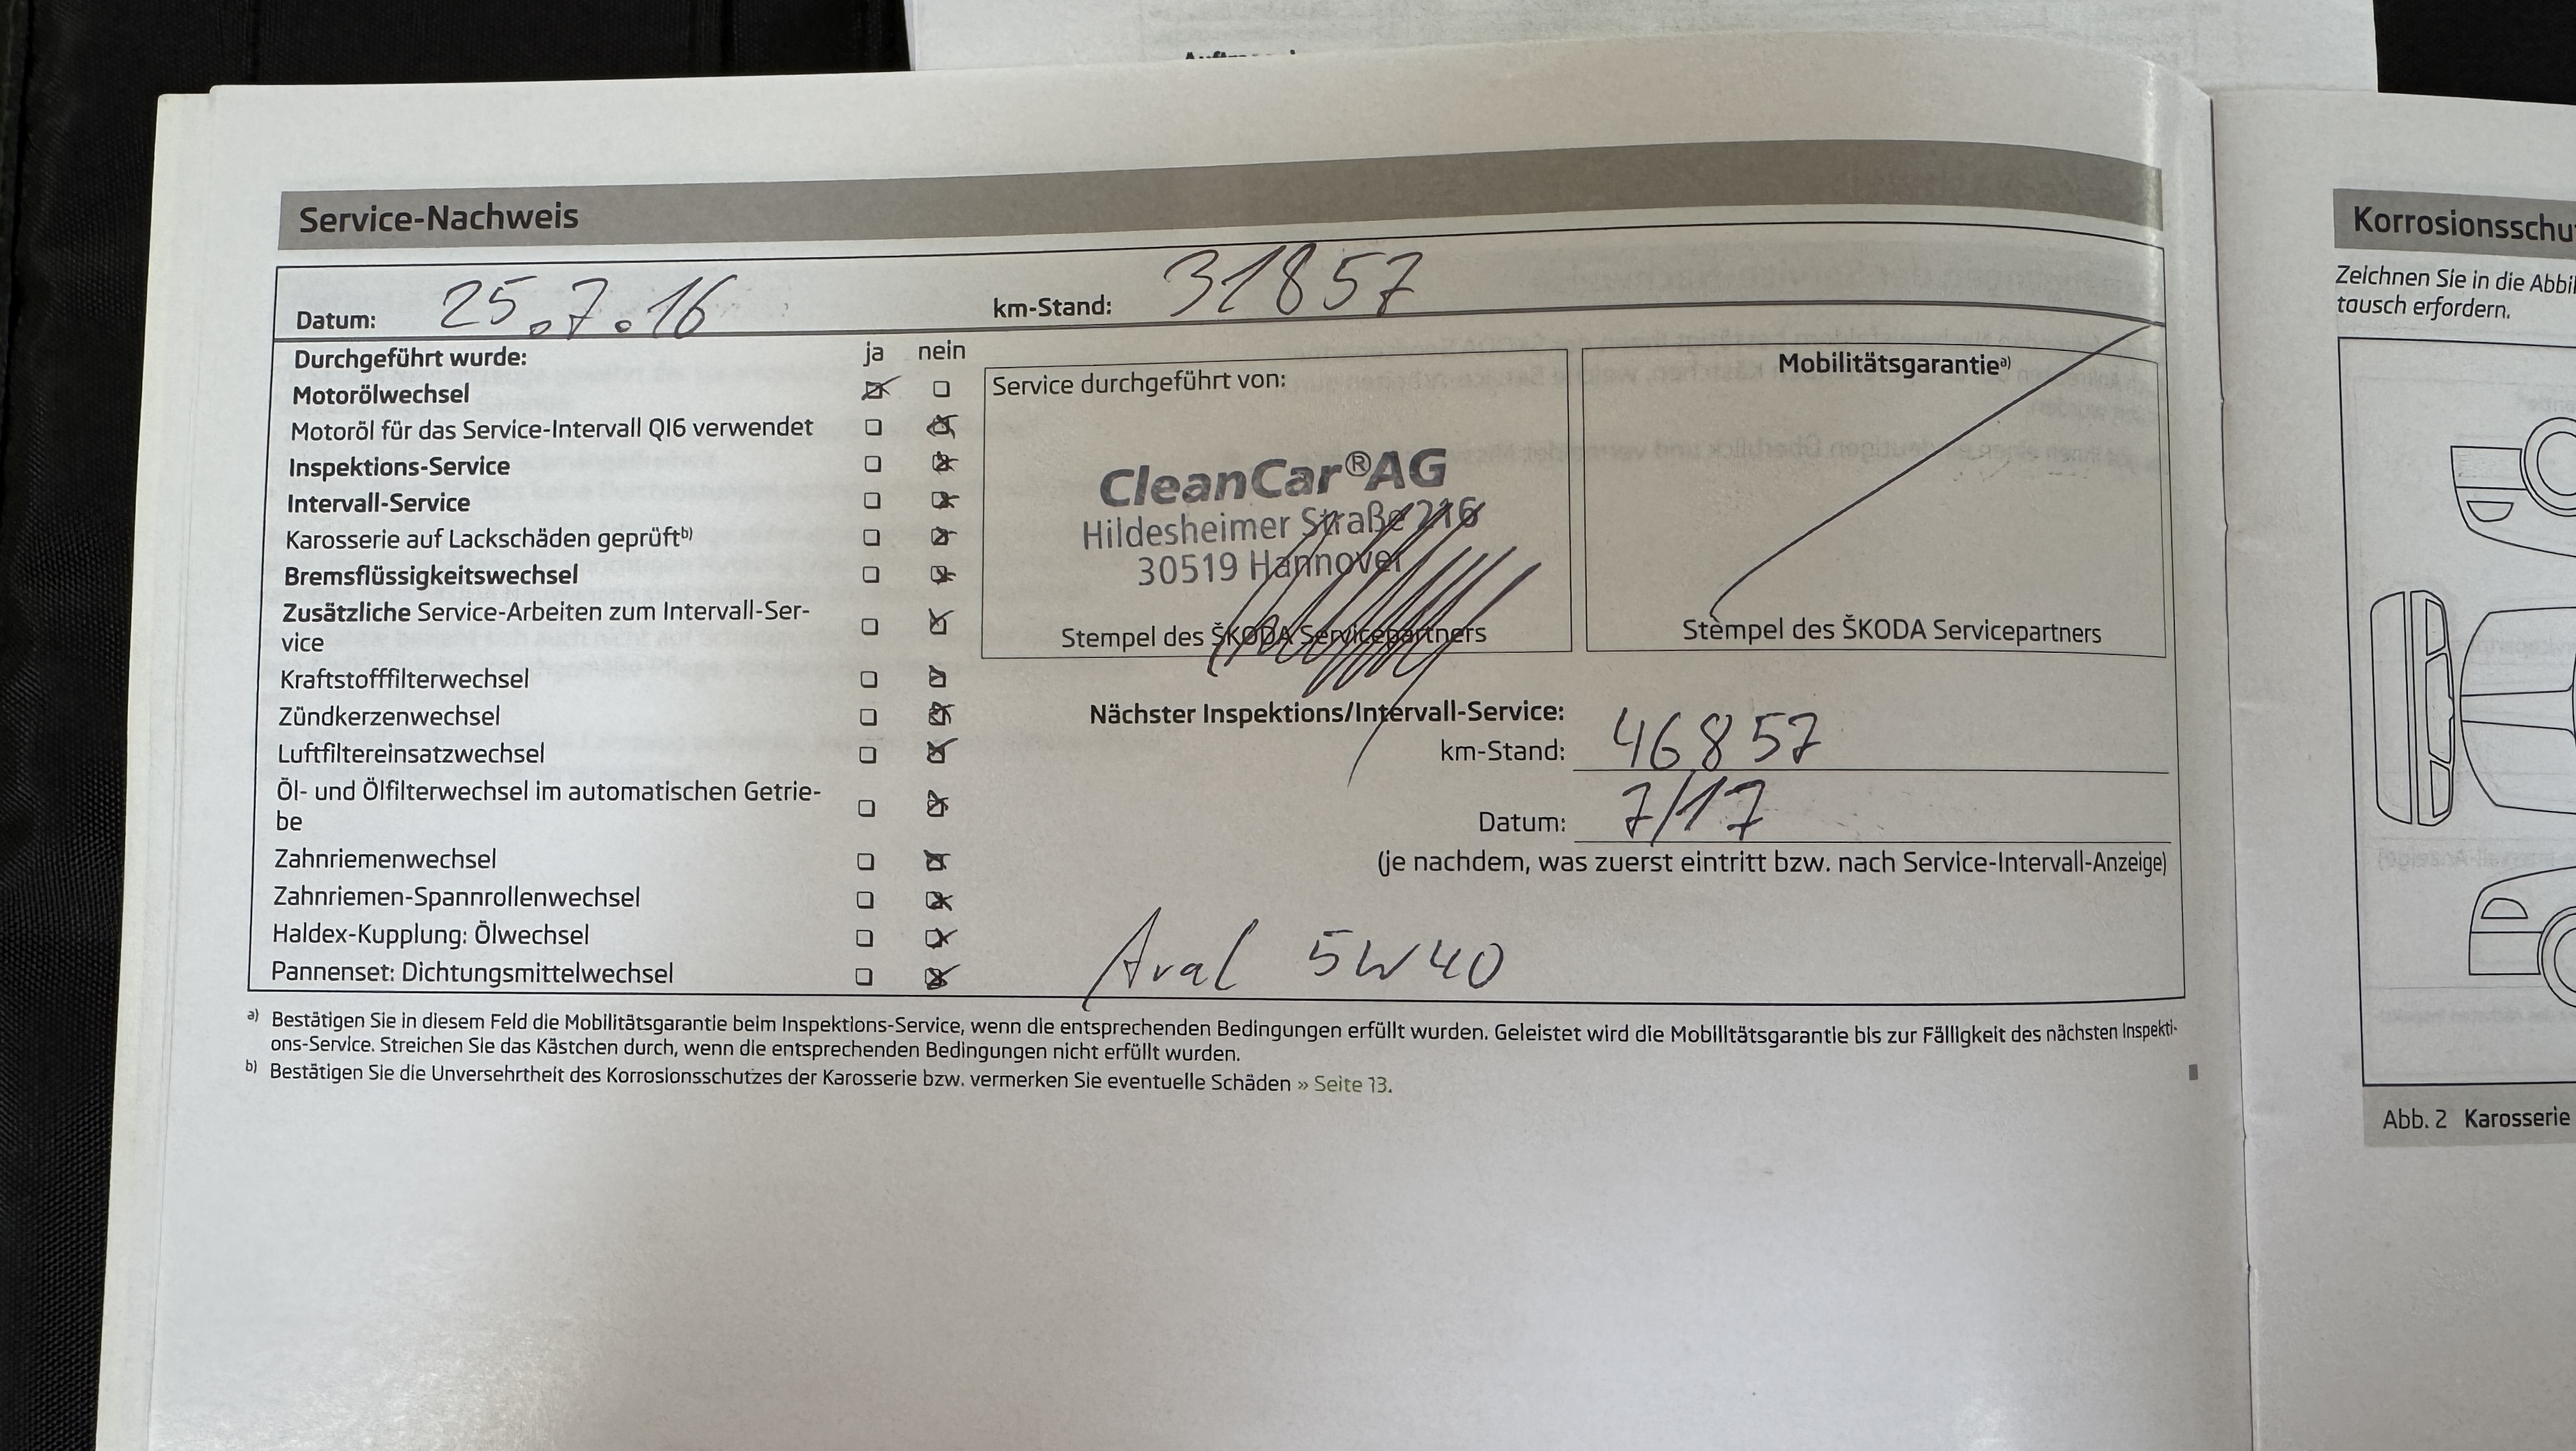 Service-Nachweis
Datum: 25.7.16 km-Stand: 31857
Durchgeführt wurde: ja nein
Motorölwechsel
Motoröl für das Service-Intervall QI6 verwendet
Inspektions-Service
Intervall-Service
Karosserie auf Lackschäden geprüft b)
Bremsflüssigkeitswechsel
Zusätzliche Service-Arbeiten zum Intervall-Ser-
vice
Kraftstofffilterwechsel
Zündkerzenwechsel
Luftfiltereinsatzwechsel
Öl- und Ölfilterwechsel im automatischen Getrie-
be
Zahnriemenwechsel
Zahnriemen-Spannrollenwechsel
Haldex-Kupplung: Ölwechsel
Pannenset: Dichtungsmittelwechsel
Service durchgeführt von:
CleanCar®AG
Hildesheimer Straße 216
30519 Hannover
Stempel des ŠKODA Servicepartners
Mobilitätsgarantie a)
Stempel des ŠKODA Servicepartners
Nächster Inspektions/Intervall-Service:
km-Stand: 46857
Datum: 7/17
(je nachdem, was zuerst eintritt bzw. nach Service-Intervall-Anzeige)
Aral 5W40
a) Bestätigen Sie in diesem Feld die Mobilitätsgarantie beim Inspektions-Service, wenn die entsprechenden Bedingungen erfüllt wurden. Geleistet wird die Mobilitätsgarantie bis zur Fälligkeit des nächsten Inspekti-
ons-Service. Streichen Sie das Kästchen durch, wenn die entsprechenden Bedingungen nicht erfüllt wurden.
b) Bestätigen Sie die Unversehrtheit des Korrosionsschutzes der Karosserie bzw. vermerken Sie eventuelle Schäden » Seite 13.
Korrosionsschu
Zeichnen Sie in die Abbil
tausch erfordern.
Abb. 2 Karosserie